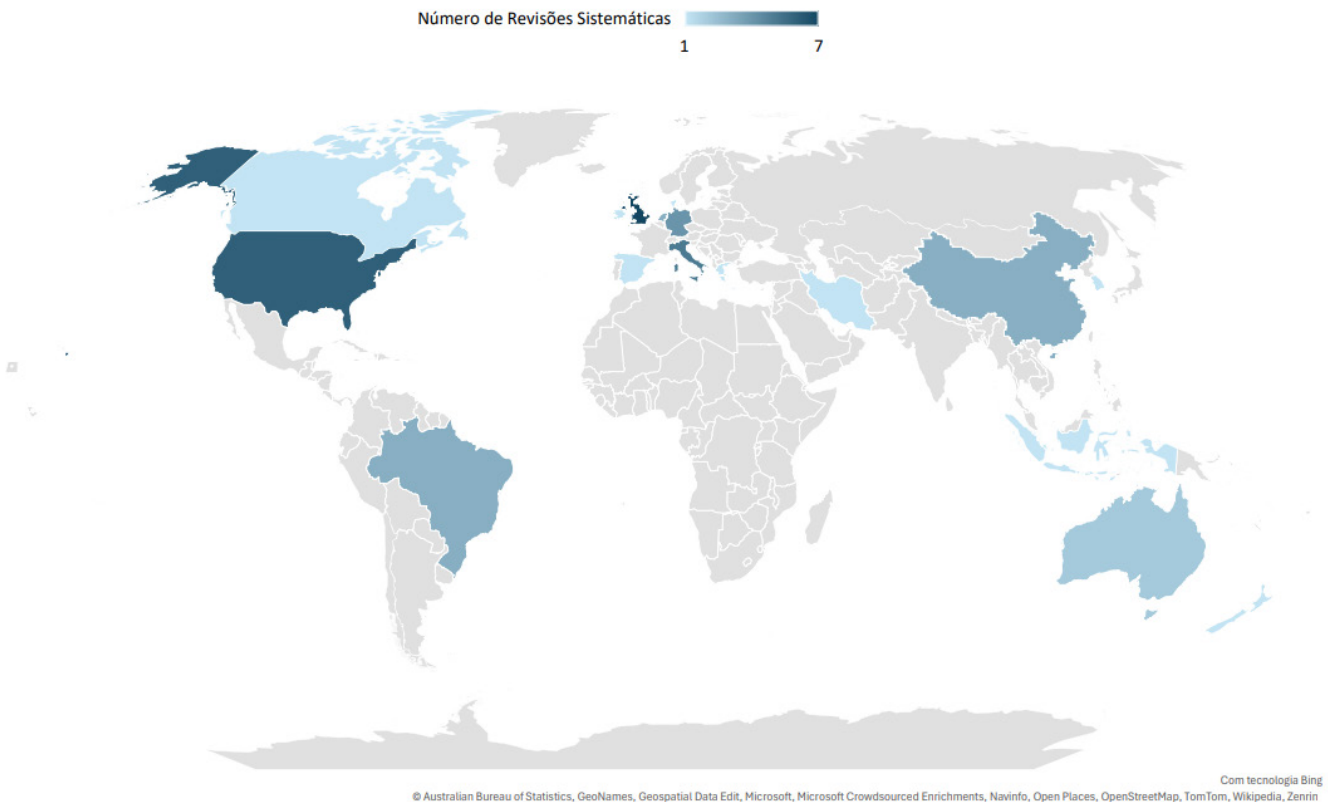 Número de Revisões Sistemáticas
1 7
Com tecnologia Bing
© Australian Bureau of Statistics, GeoNames, Geospatial Data Edit, Microsoft, Microsoft Crowdsourced Enrichments, Navinfo, Open Places, OpenStreetMap, TomTom, Wikipedia, Zenrin